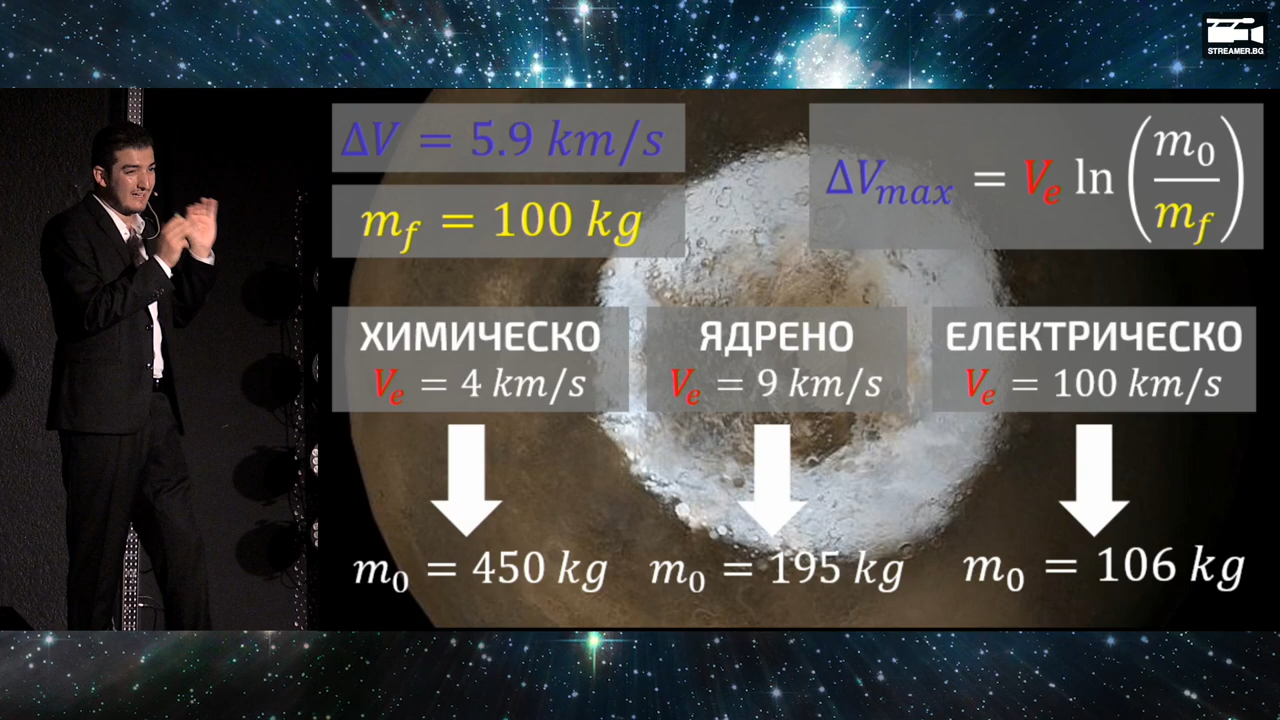 STREAMER.BG
ΔV = 5.9 km/s
m_f = 100 kg
ΔV_max = V_e ln(m_0/m_f)
ХИМИЧЕСКО
V_e = 4 km/s
ЯДРЕНО
V_e = 9 km/s
ЕЛЕКТРИЧЕСКО
V_e = 100 km/s
m_0 = 450 kg
m_0 = 195 kg
m_0 = 106 kg